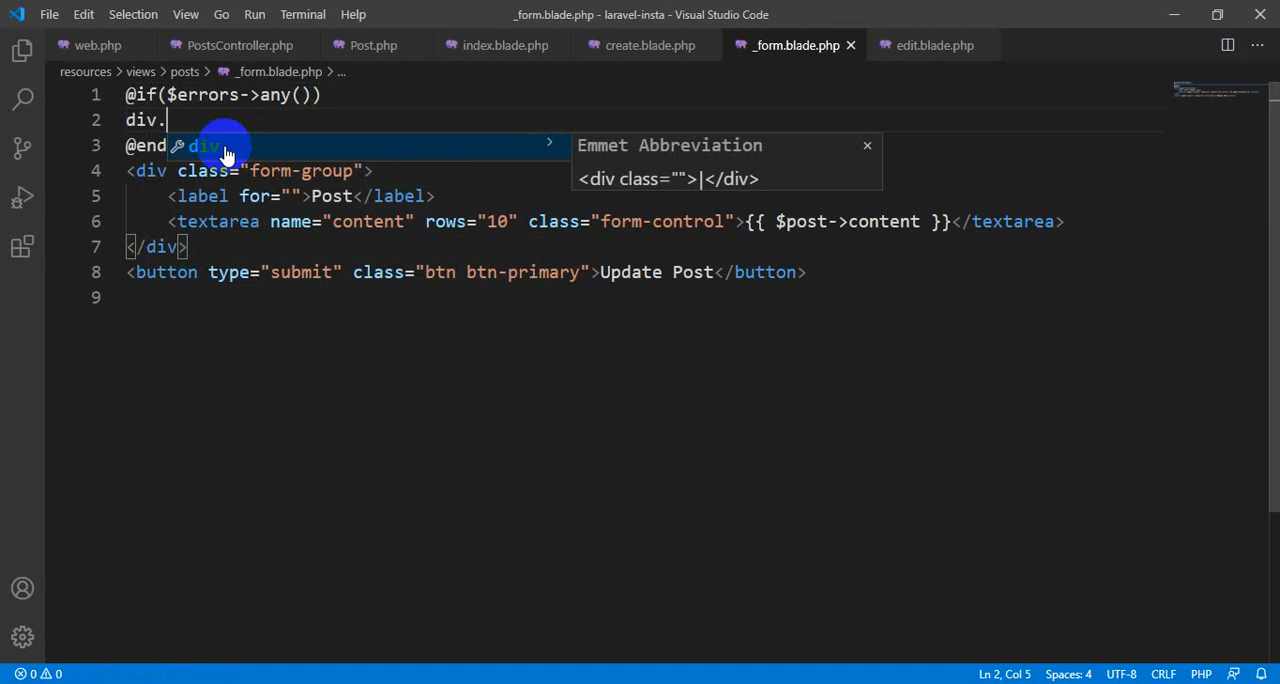 File Edit Selection View Go Run Terminal Help _form.blade.php - laravel-insta - Visual Studio Code
web.php PostsController.php Post.php index.blade.php create.blade.php _form.blade.php edit.blade.php
resources > views > posts > _form.blade.php > ...
1 @if($errors->any())
2 div.
3 @end
div
Emmet Abbreviation
<div class="">|</div>
4 <div class="form-group">
5 <label for="">Post</label>
6 <textarea name="content" rows="10" class="form-control">{{ $post->content }}</textarea>
7 </div>
8 <button type="submit" class="btn btn-primary">Update Post</button>
9
0 0 Ln 2, Col 5 Spaces: 4 UTF-8 CRLF PHP